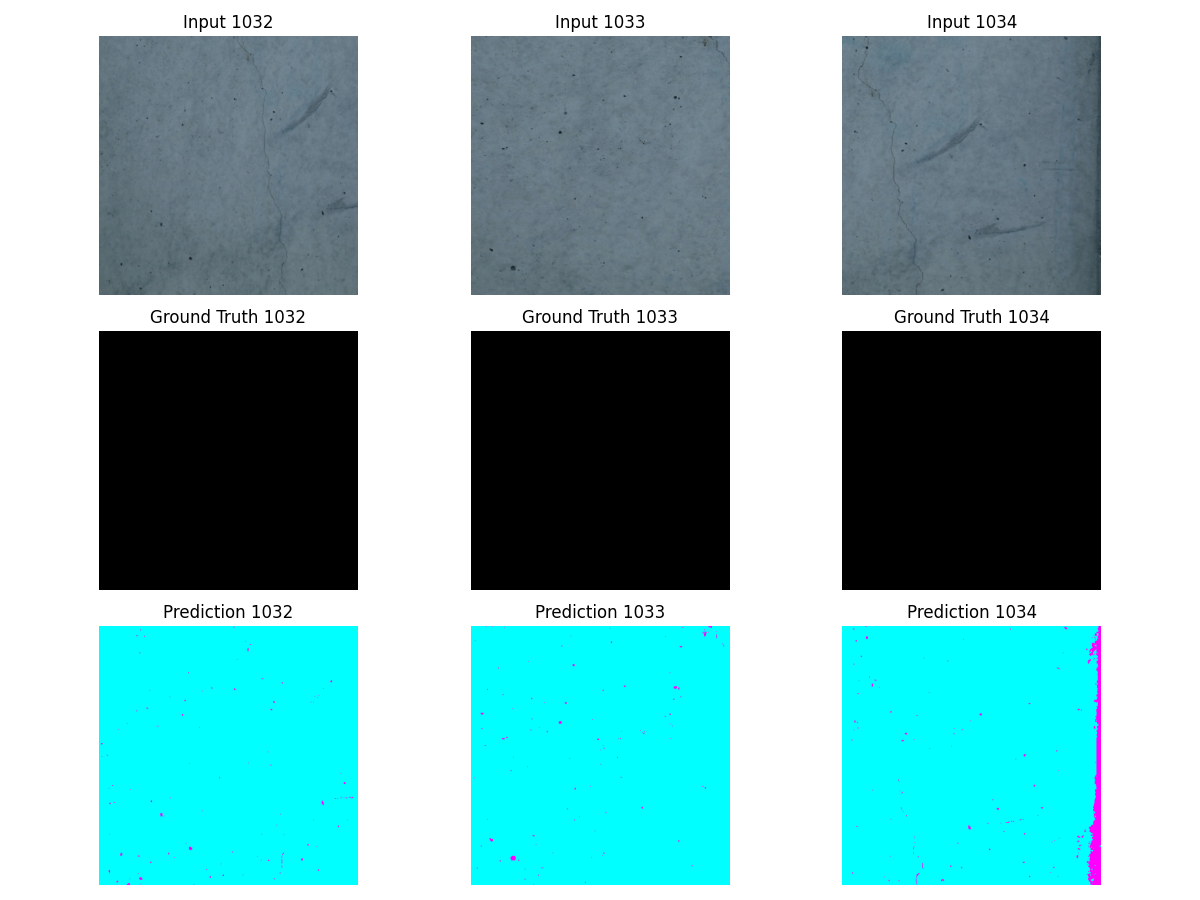 Input 1032
Input 1033
Input 1034
Ground Truth 1032
Ground Truth 1033
Ground Truth 1034
Prediction 1032
Prediction 1033
Prediction 1034